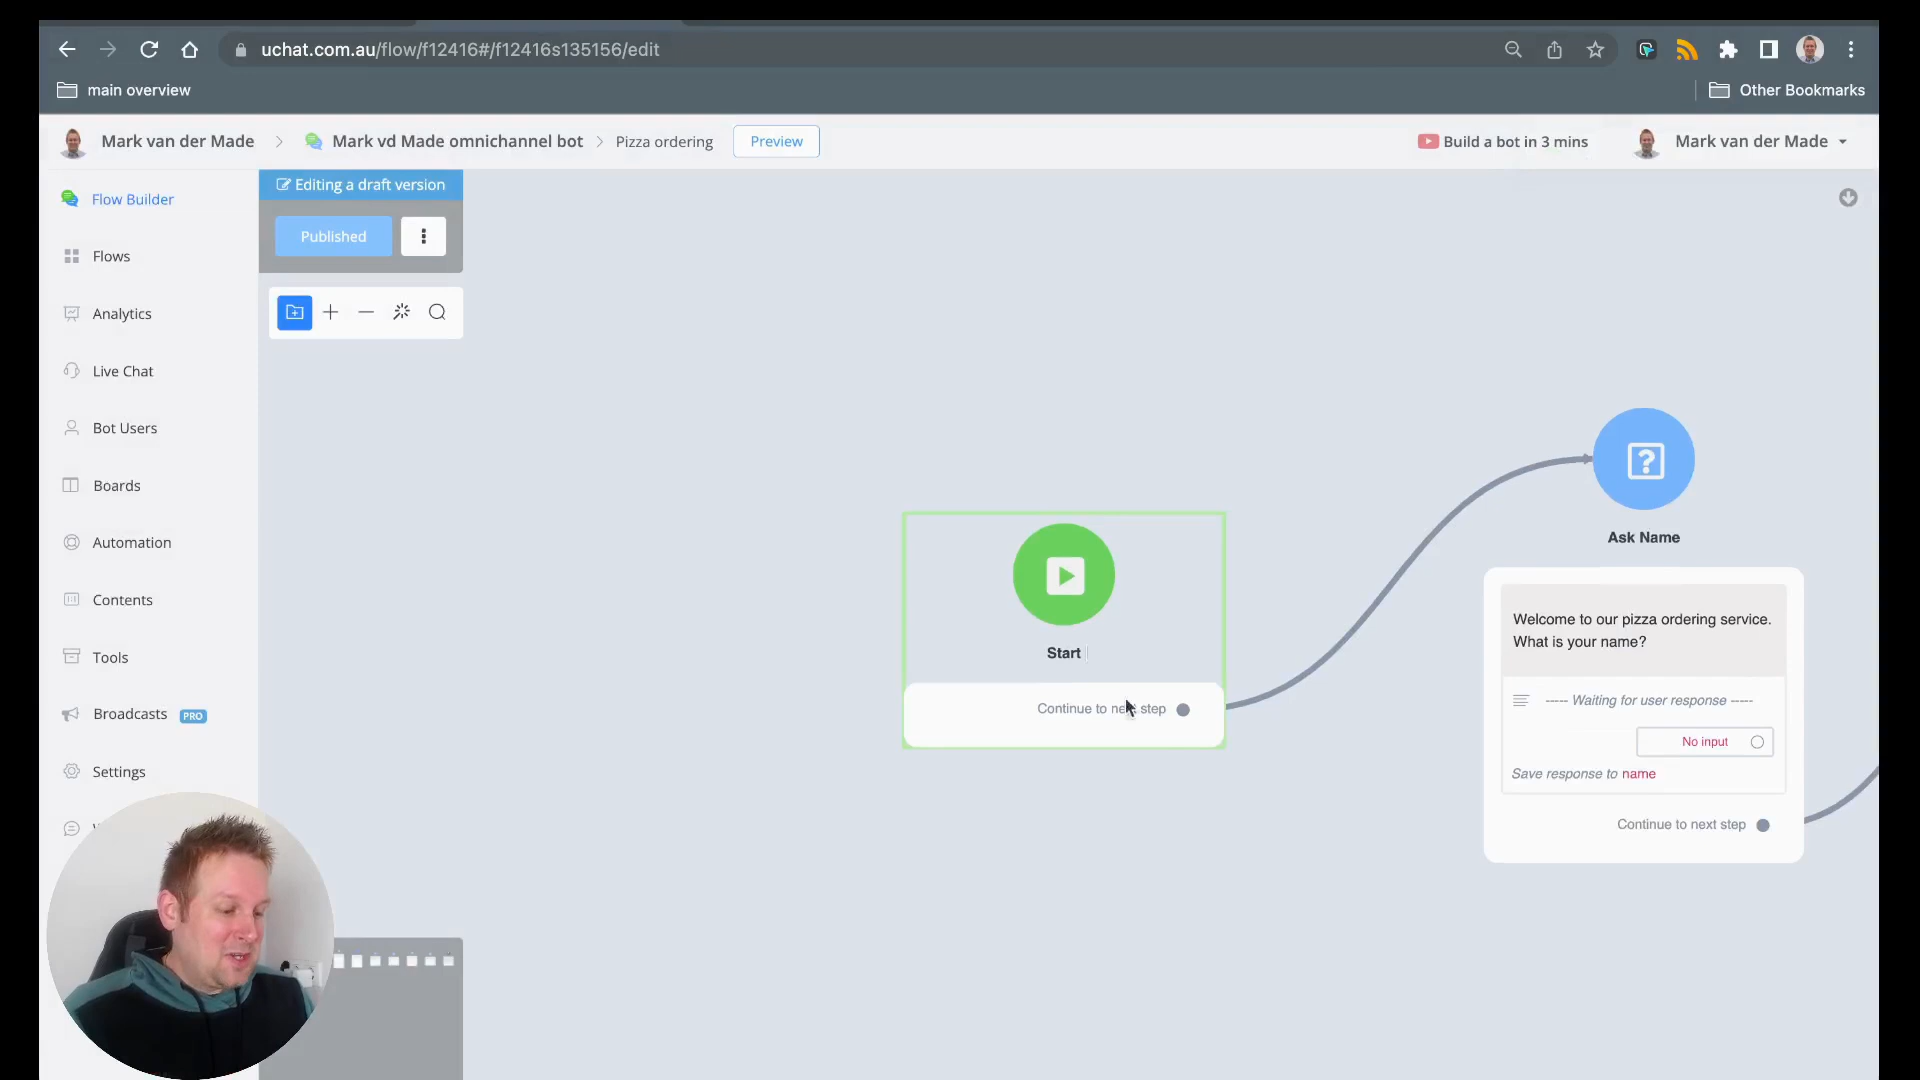 uchat.com.au/flow/f12416#/f12416s135156/edit
main overview
Other Bookmarks
Mark van der Made
Mark vd Made omnichannel bot
Pizza ordering
Preview
Build a bot in 3 mins
Mark van der Made
Flow Builder
Flows
Analytics
Live Chat
Bot Users
Boards
Automation
Contents
Tools
Broadcasts PRO
Settings
Editing a draft version
Published
Start
Continue to next step
Ask Name
Welcome to our pizza ordering service.
What is your name?
----- Waiting for user response -----
No input
Save response to name
Continue to next step